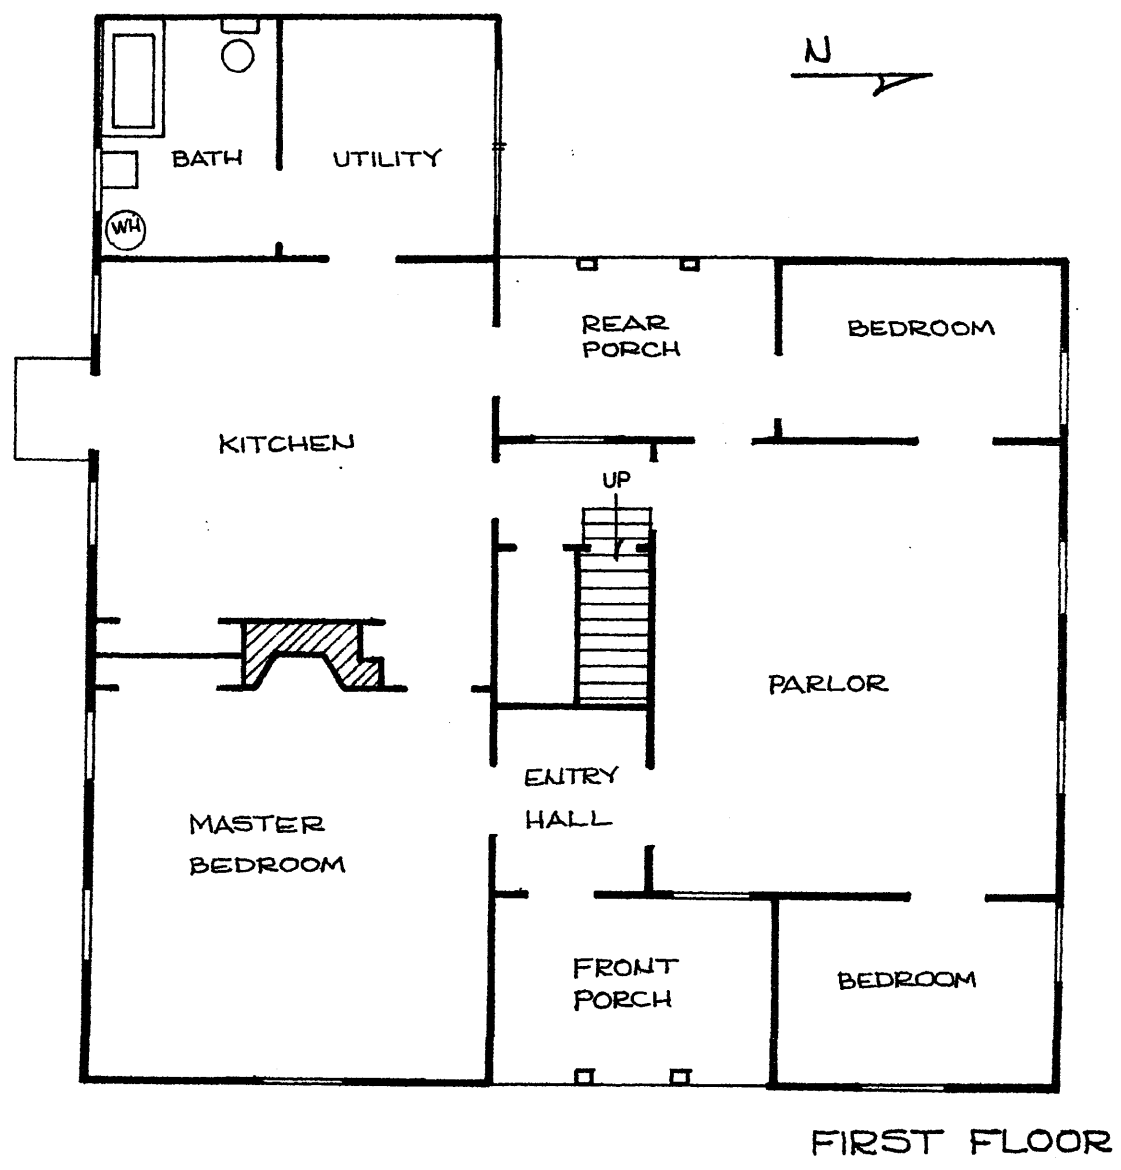 N
BATH
UTILITY
WH
REAR
PORCH
BEDROOM
KITCHEN
UP
PARLOR
ENTRY
HALL
MASTER
BEDROOM
FRONT
PORCH
BEDROOM
FIRST FLOOR